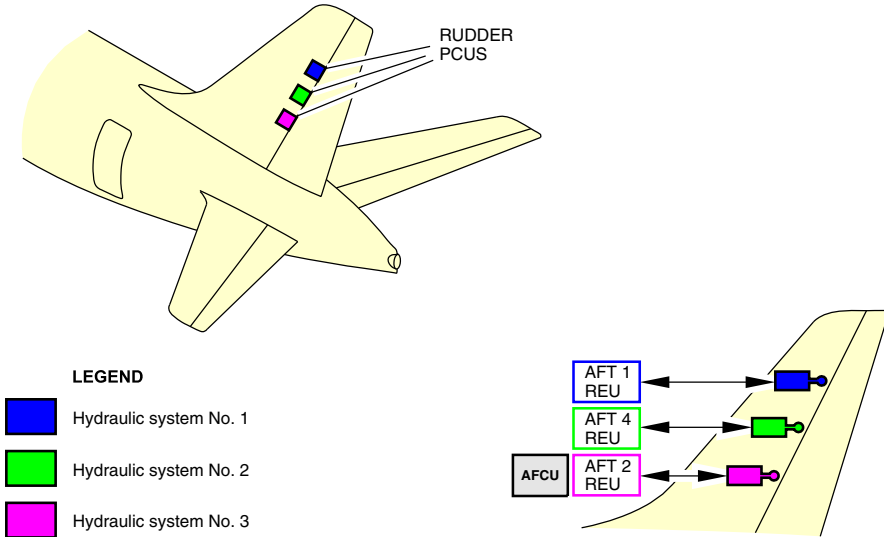 RUDDER
PCUS
LEGEND
Hydraulic system No. 1
Hydraulic system No. 2
Hydraulic system No. 3
AFT 1
REU
AFT 4
REU
AFCU
AFT 2
REU